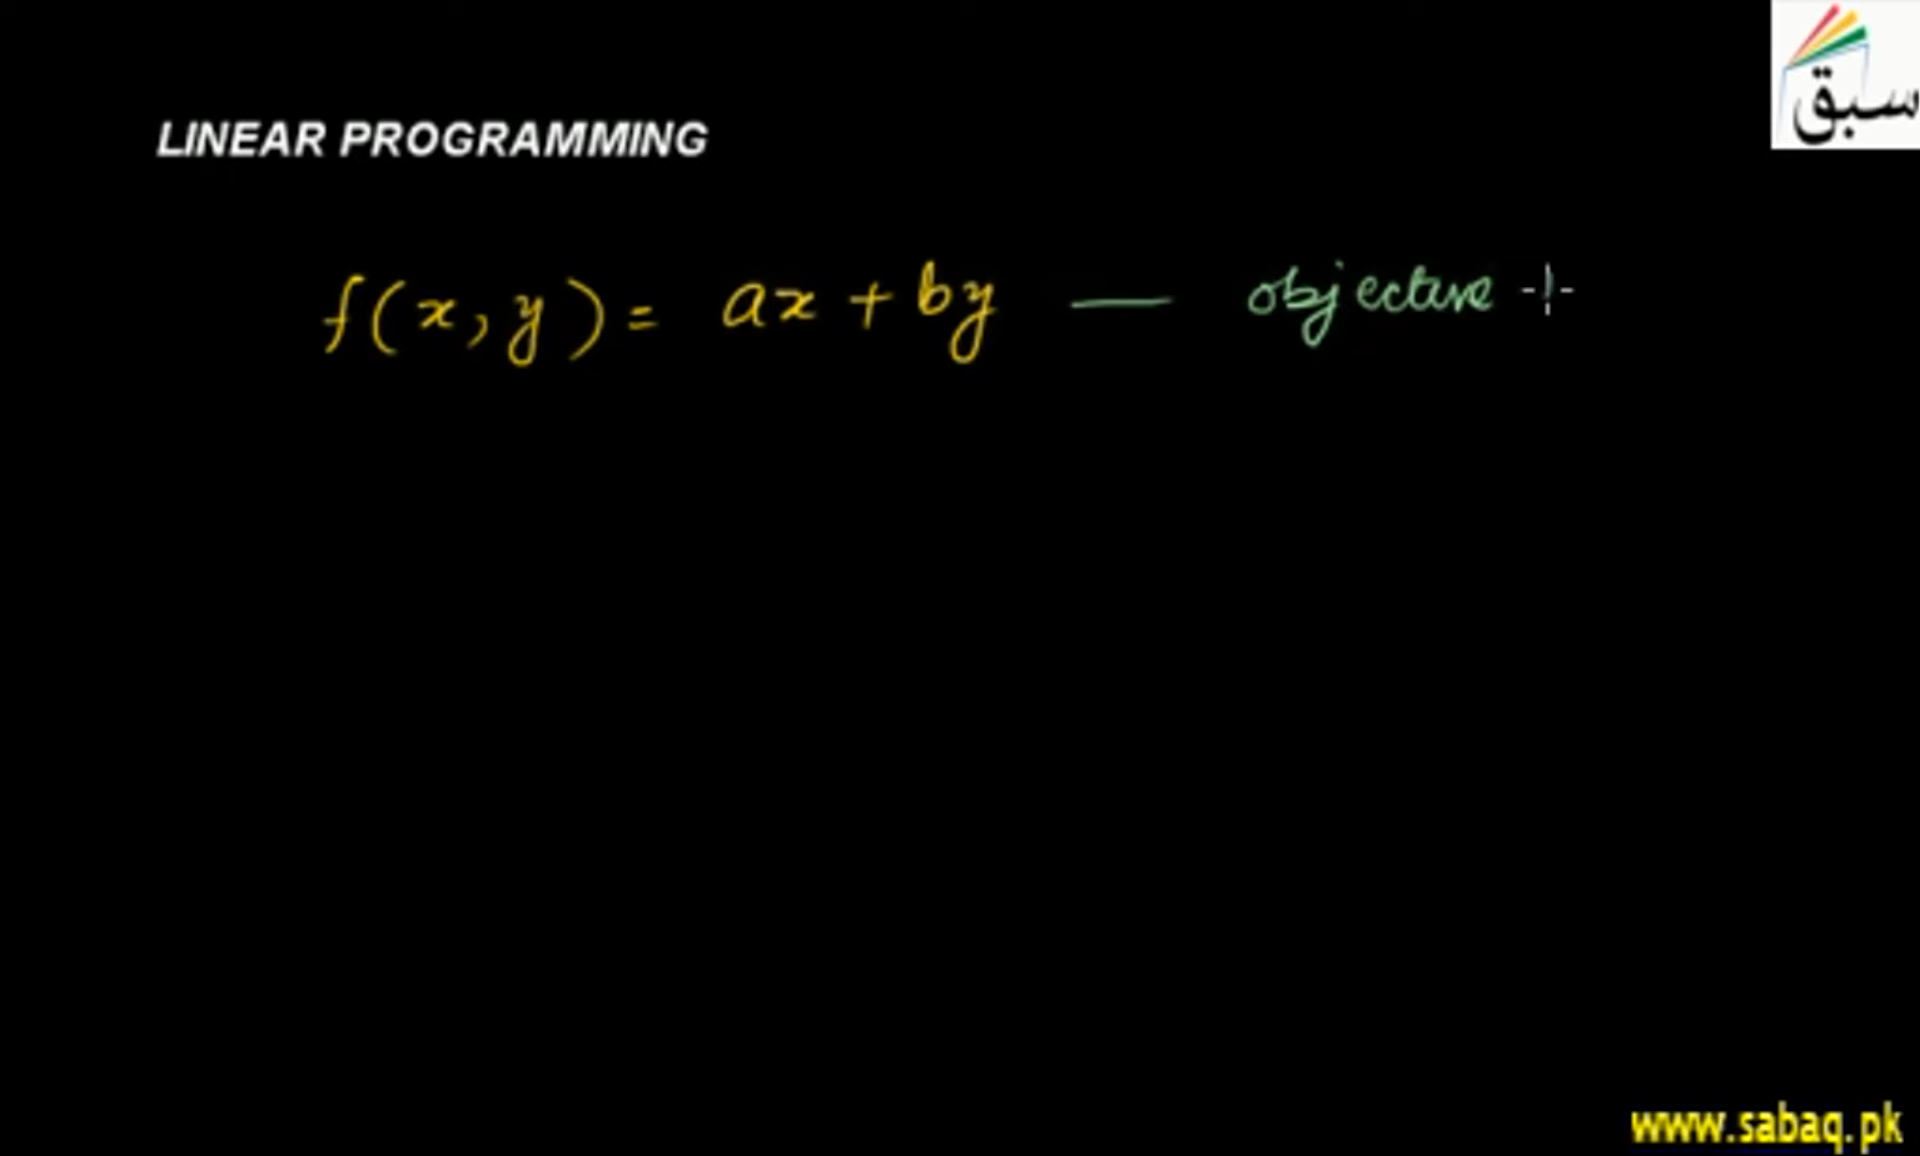 سبق
LINEAR PROGRAMMING
f(x, y) = ax + by — objective
www.sabaq.pk